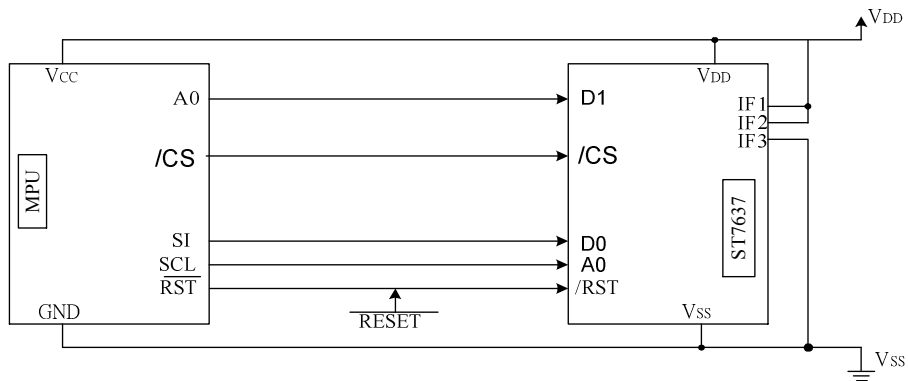 VDD
VCC
VDD
A0
D1
IF1
IF2
IF3
/CS
/CS
MPU
ST7637
SI
D0
SCL
A0
RST
/RST
GND
RESET
VSS
VSS